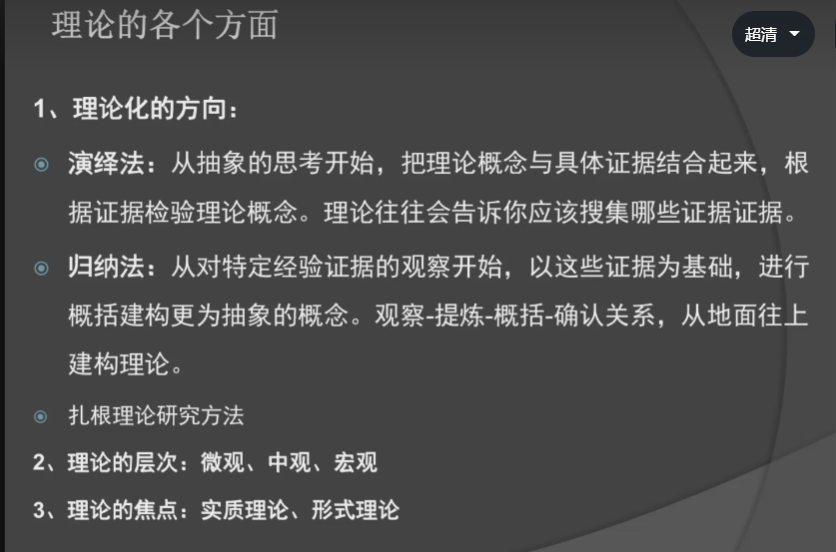 理论的各个方面
超清
1、理论化的方向：
演绎法：从抽象的思考开始，把理论概念与具体证据结合起来，根
据证据检验理论概念。理论往往会告诉你应该搜集哪些证据证据。
归纳法：从对特定经验证据的观察开始，以这些证据为基础，进行
概括建构更为抽象的概念。观察-提炼-概括-确认关系，从地面往上
建构理论。
扎根理论研究方法
2、理论的层次：微观、中观、宏观
3、理论的焦点：实质理论、形式理论